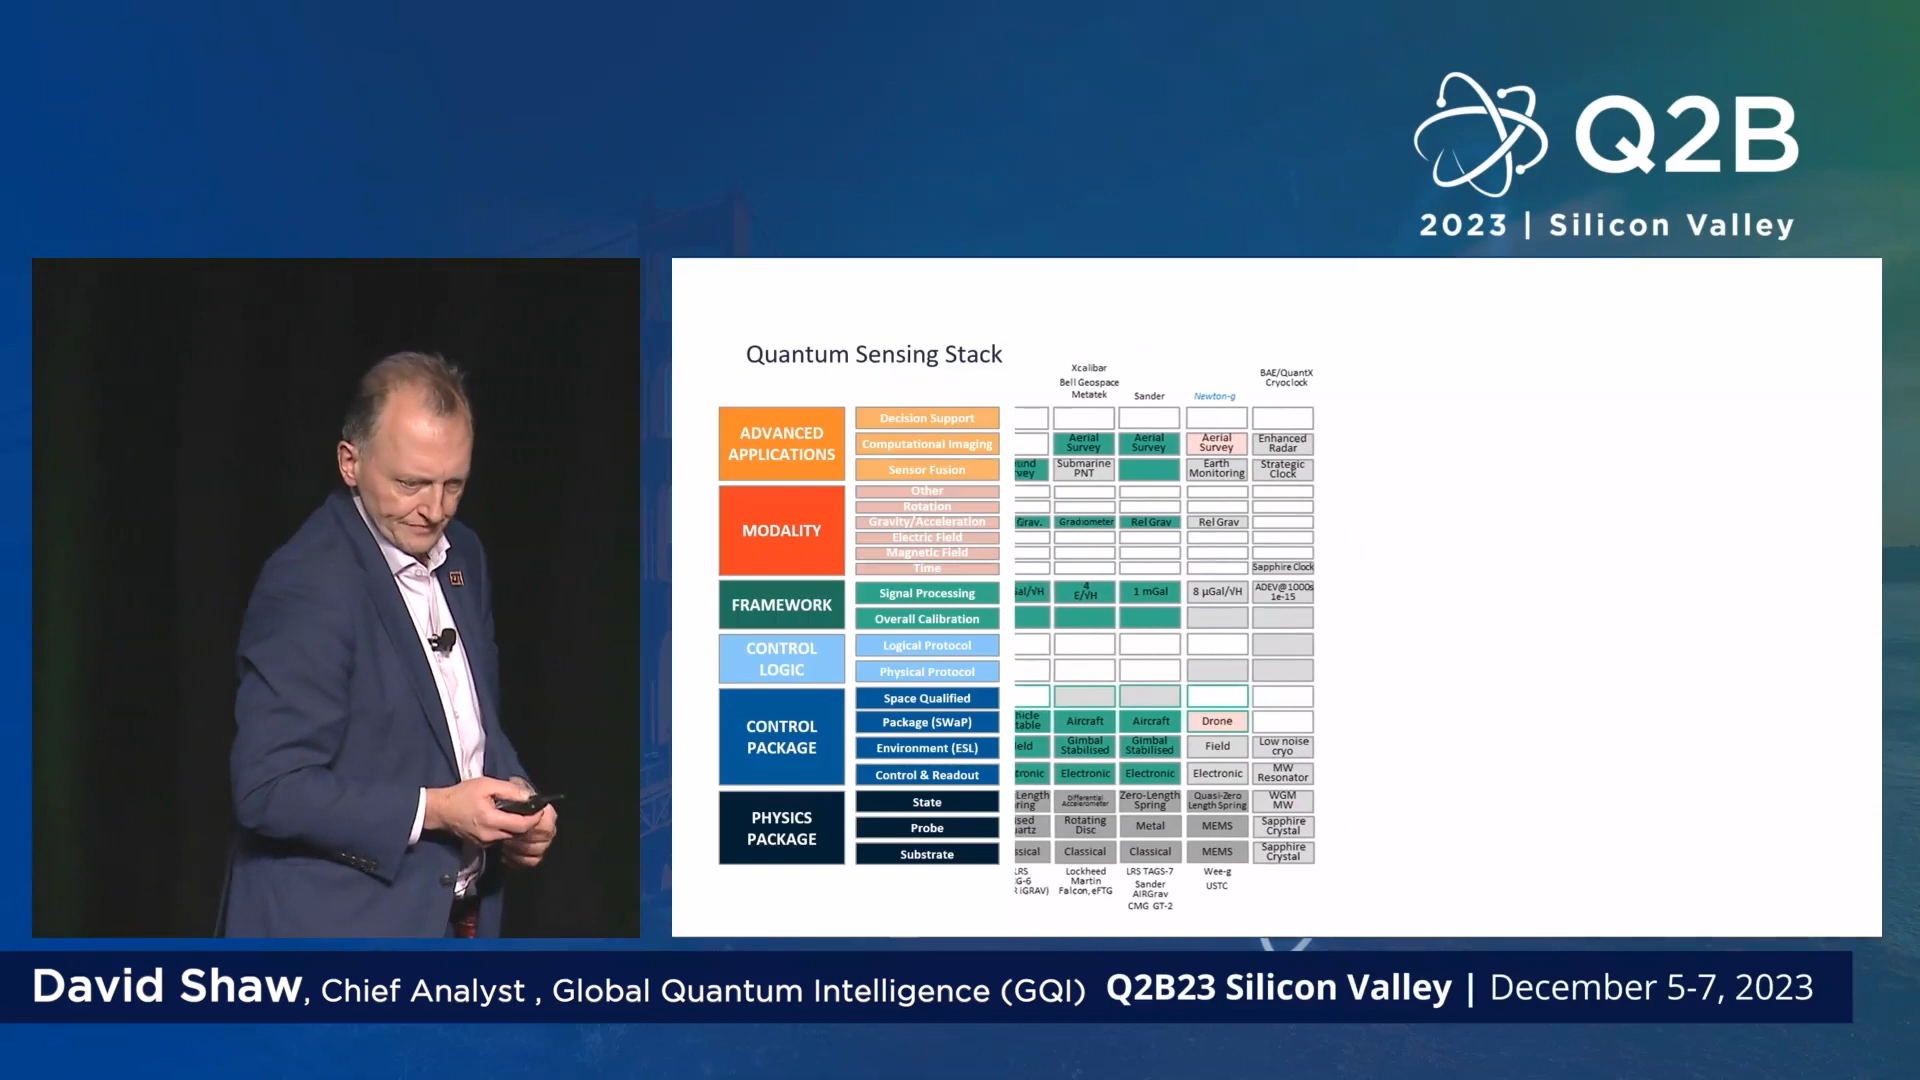 Q2B
2023 | Silicon Valley
Quantum Sensing Stack
Xcalibar
Bell Geospace
Metatek
Sander
Newton-g
BAE/QuantX
Cryoclock
ADVANCED
APPLICATIONS
Decision Support
Computational Imaging
Aerial
Survey
Aerial
Survey
Aerial
Survey
Enhanced
Radar
Sensor Fusion
Submarine
PNT
Earth
Monitoring
Strategic
Clock
MODALITY
Other
Rotation
Gravity/Acceleration
Grav.
Gradiometer
Rel Grav
Rel Grav
Electric Field
Magnetic Field
Time
Sapphire Clock
FRAMEWORK
Signal Processing
4
E/√H
1 mGal
8 µGal/√H
ADEV@1000s
1e-15
Overall Calibration
CONTROL
LOGIC
Logical Protocol
Physical Protocol
CONTROL
PACKAGE
Space Qualified
Package (SWaP)
Aircraft
Aircraft
Drone
Environment (ESL)
Gimbal
Stabilised
Gimbal
Stabilised
Field
Low noise
cryo
Control & Readout
Electronic
Electronic
Electronic
MW
Resonator
PHYSICS
PACKAGE
State
Differential
Accelerometer
Zero-Length
Spring
Quasi-Zero
Length Spring
WGM
MW
Probe
Rotating
Disc
Metal
MEMS
Sapphire
Crystal
Substrate
Classical
Classical
MEMS
Sapphire
Crystal
Lockheed
Martin
Falcon, eFTG
LRS TAGS-7
Sander
AIRGrav
CMG GT-2
Wee-g
USTC
David Shaw, Chief Analyst , Global Quantum Intelligence (GQI)
Q2B23 Silicon Valley | December 5-7, 2023